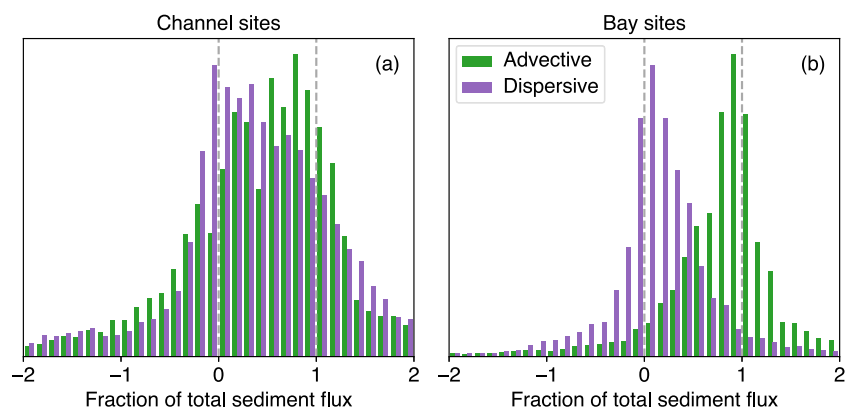 Channel sites
Bay sites
(a)
(b)
Advective
Dispersive
−2 −1 0 1 2
−2 −1 0 1 2
Fraction of total sediment flux
Fraction of total sediment flux